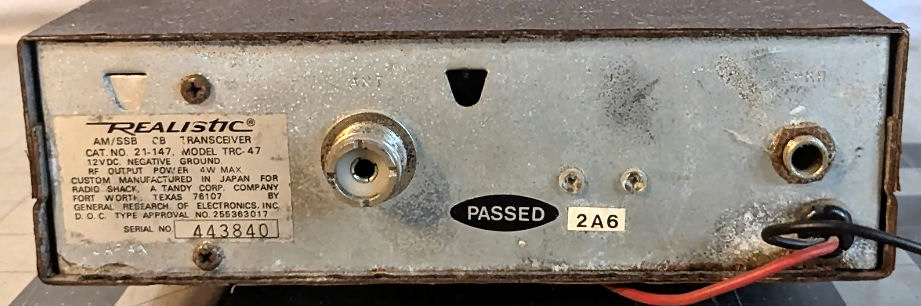 ANT
SPKR
REALISTIC®
AM/SSB CB TRANSCEIVER
CAT. NO. 21-147, MODEL TRC-47
12VDC. NEGATIVE GROUND
RF OUTPUT POWER 4W MAX
CUSTOM MANUFACTURED IN JAPAN FOR
RADIO SHACK, A TANDY CORP. COMPANY
FORT WORTH, TEXAS 76107 BY
GENERAL RESEARCH OF ELECTRONICS, INC.
D.O.C. TYPE APPROVAL NO. 255363017
SERIAL NO. 443840
PASSED
2A6